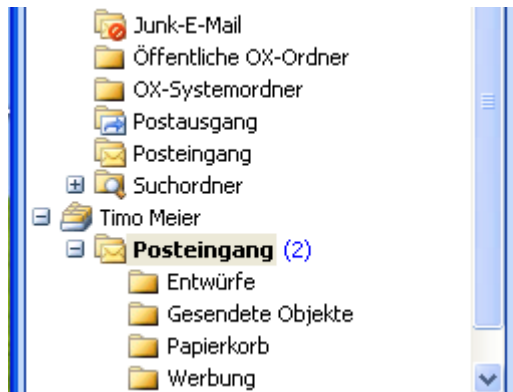 Junk-E-Mail
Öffentliche OX-Ordner
OX-Systemordner
Postausgang
Posteingang
Suchordner
Timo Meier
Posteingang (2)
Entwürfe
Gesendete Objekte
Papierkorb
Werbung